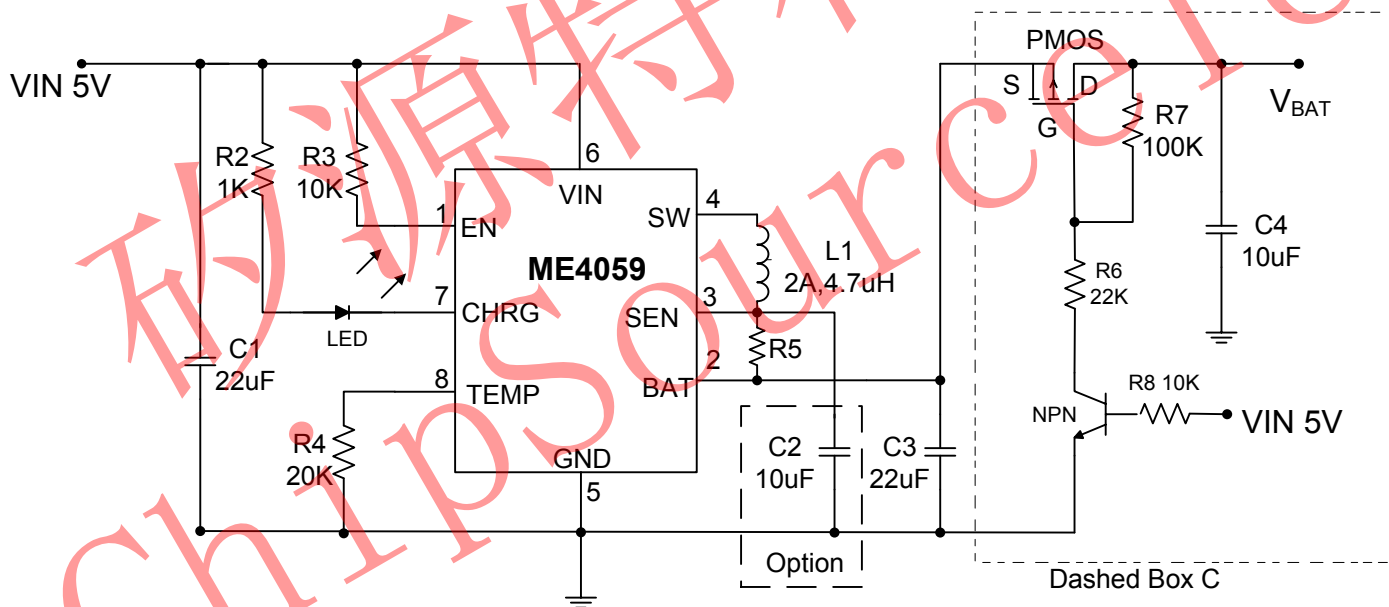 PMOS
S
D
G
R7
100K
VBAT
VIN 5V
R2
1K
R3
10K
6
VIN
1
EN
SW
4
ME4059
L1
2A,4.7uH
7
CHRG
LED
SEN
3
R5
R6
22K
C4
10uF
C1
22uF
8
TEMP
BAT
2
R4
20K
GND
5
C2
10uF
C3
22uF
NPN
R8 10K
VIN 5V
Option
Dashed Box C
矽源特科
ChipSource